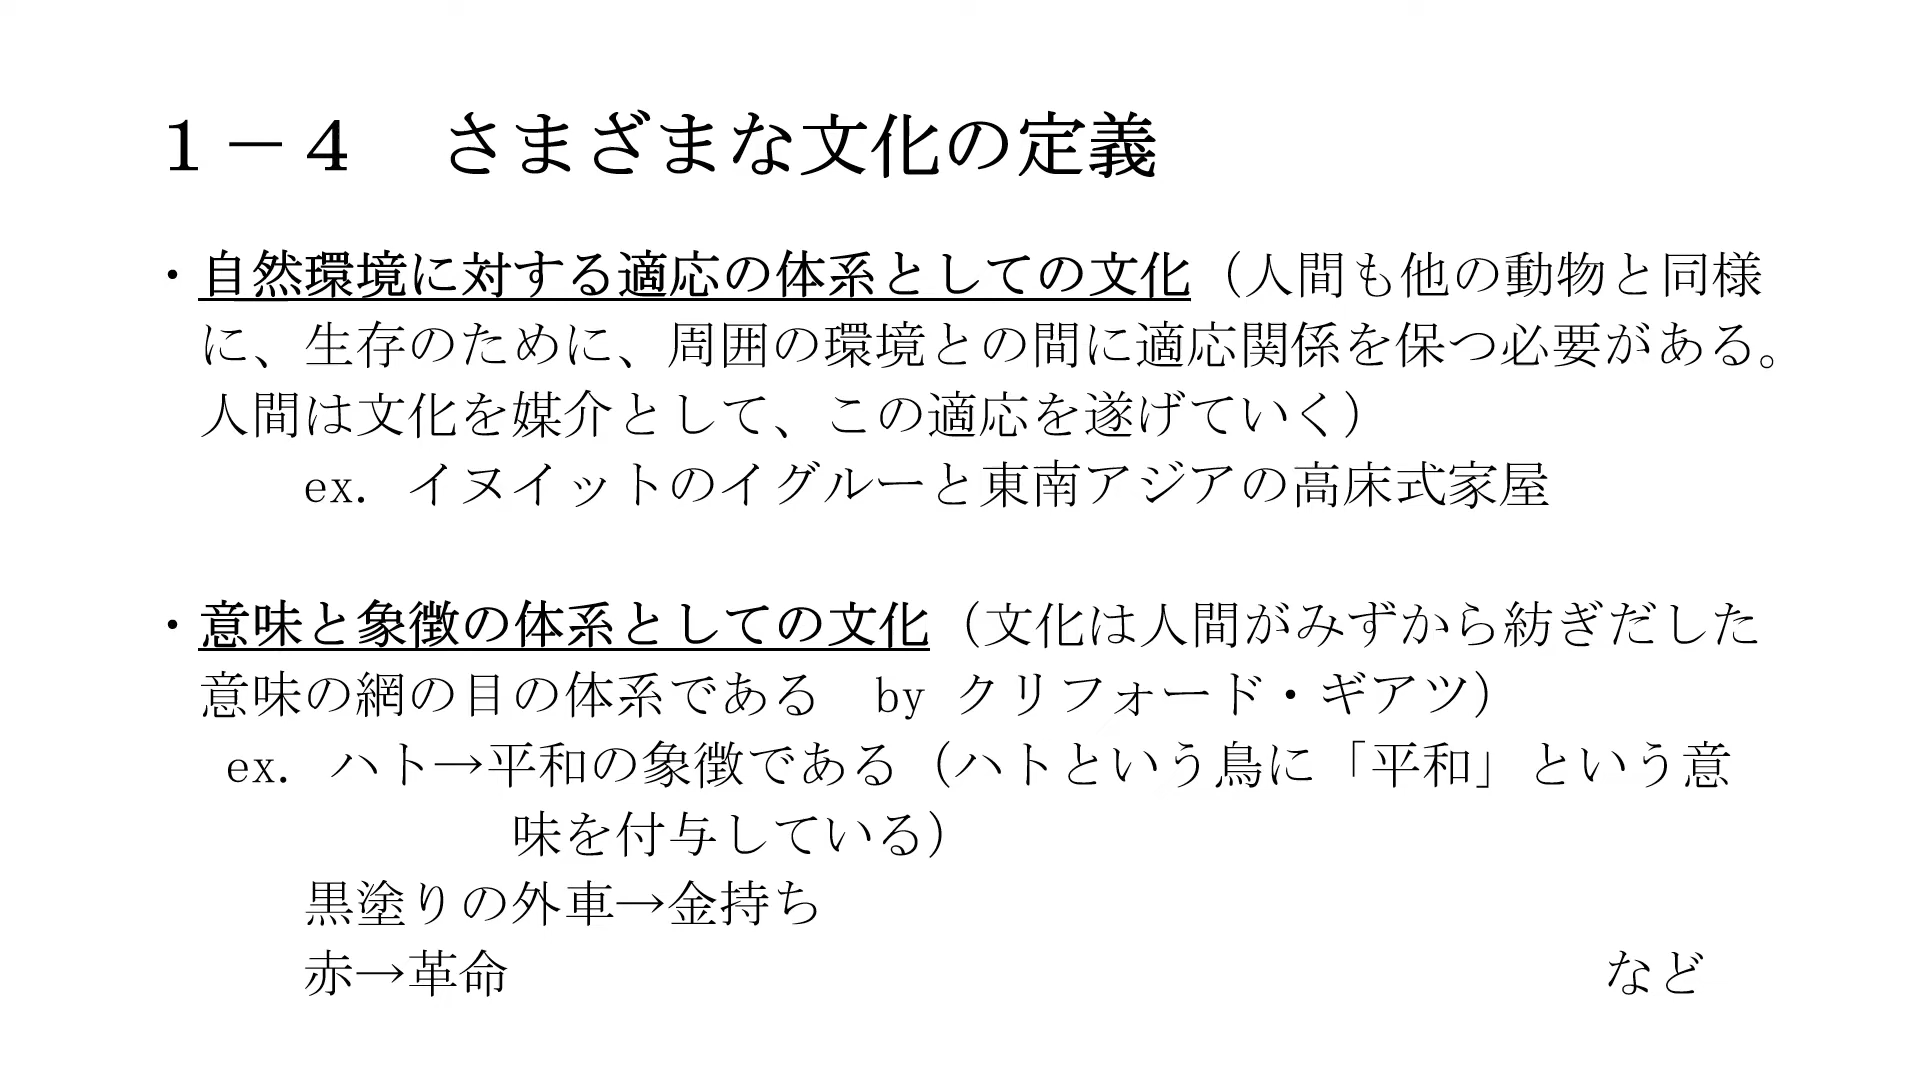 １－４　さまざまな文化の定義
・自然環境に対する適応の体系としての文化（人間も他の動物と同様
に、生存のために、周囲の環境との間に適応関係を保つ必要がある。
人間は文化を媒介として、この適応を遂げていく）
ex. イヌイットのイグルーと東南アジアの高床式家屋
・意味と象徴の体系としての文化（文化は人間がみずから紡ぎだした
意味の網の目の体系である　by クリフォード・ギアツ）
ex. ハト→平和の象徴である（ハトという鳥に「平和」という意
味を付与している）
黒塗りの外車→金持ち
赤→革命　など